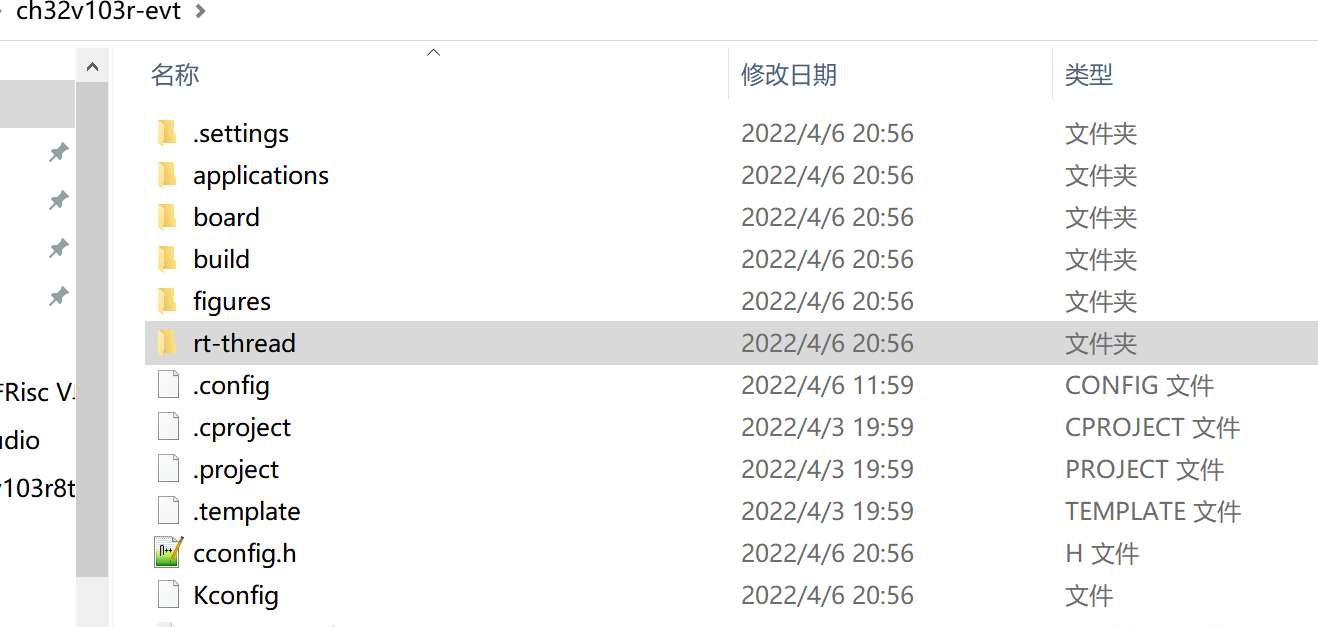 ch32v103r-evt
名称 修改日期 类型
.settings 2022/4/6 20:56 文件夹
applications 2022/4/6 20:56 文件夹
board 2022/4/6 20:56 文件夹
build 2022/4/6 20:56 文件夹
figures 2022/4/6 20:56 文件夹
rt-thread 2022/4/6 20:56 文件夹
.config 2022/4/6 11:59 CONFIG 文件
Risc V .cproject 2022/4/3 19:59 CPROJECT 文件
.project 2022/4/3 19:59 PROJECT 文件
v103r8t .template 2022/4/3 19:59 TEMPLATE 文件
cconfig.h 2022/4/6 20:56 H 文件
Kconfig 2022/4/6 20:56 文件